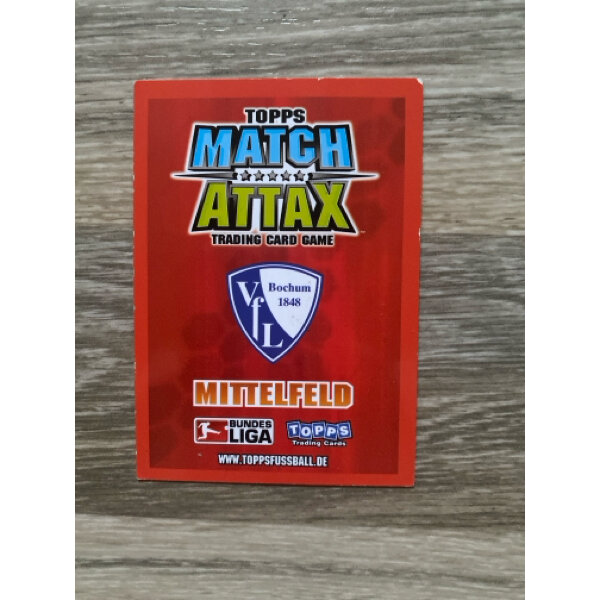 TOPPS
MATCH
ATTAX
TRADING CARD GAME
VfL
Bochum
1848
MITTELFELD
BUNDES
LIGA
TOPPS
Trading Cards
WWW.TOPPSFUSSBALL.DE